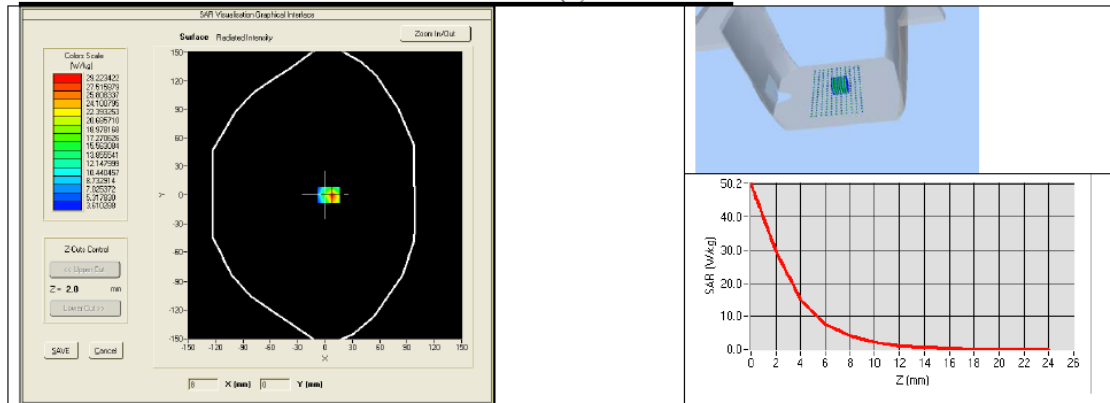 SAR Visualisation Graphical Interface
Surface Radiated Intensity
Zoom In/Out
Colors Scale
(W/kg)
29.223422
27.515879
25.808337
24.100795
22.393253
20.685710
18.978168
17.270626
15.563084
13.855541
12.147999
10.440457
8.732914
7.025372
5.317830
3.610288
Z-Cuts Control
<< Upper Cut
Z = 2.0 mm
Lower Cut >>
SAVE Cancel
150-
120-
90-
60-
30-
0-
-30-
-60-
-90-
-120-
-150-
Y
-150 -120 -90 -60 -30 0 30 60 90 120 150
X
8 X (mm) 0 Y (mm)
50.2
40.0-
30.0-
20.0-
10.0-
0.0-
SAR (W/kg)
0 2 4 6 8 10 12 14 16 18 20 22 24 26
Z (mm)